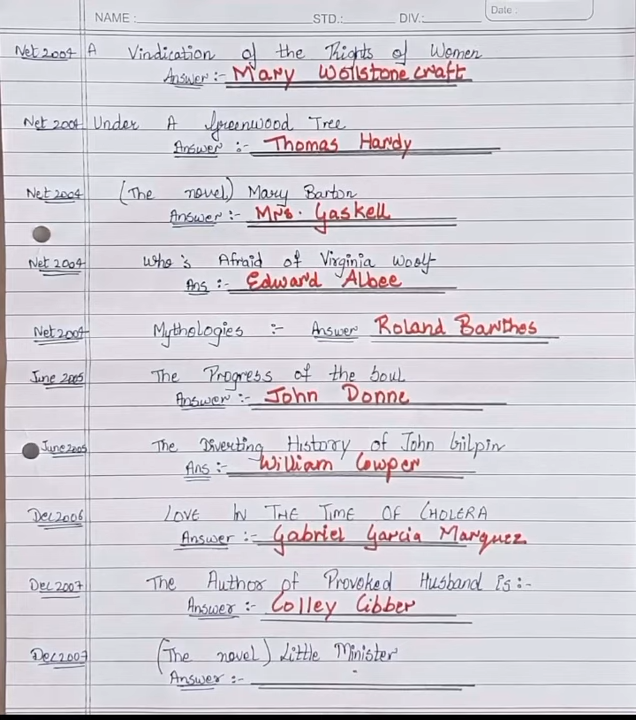 NAME : STD.: DIV.: Date :
Net 2004 A Vindication of the Rights of Women
Answer :- Mary Wollstone craft
Net 2004 Under A Greenwood Tree
Answer :- Thomas Hardy
Net 2004 (The novel) Mary Barton
Answer :- Mrs. Gaskell
Net 2004 Who's Afraid of Virginia Woolf
Ans :- Edward Albee
Net 2004 Mythologies :- Answer Roland Barthes
June 2005 The Progress of the Soul
Answer :- John Donne
June 2005 The Diverting History of John Gilpin
Ans :- William Cowper
Dec 2006 LOVE IN THE TIME OF CHOLERA
Answer :- Gabriel Garcia Marquez
Dec 2007 The Author of Provoked Husband is :-
Answer :- Colley Cibber
Dec 2007 (The novel) Little Minister
Answer :-